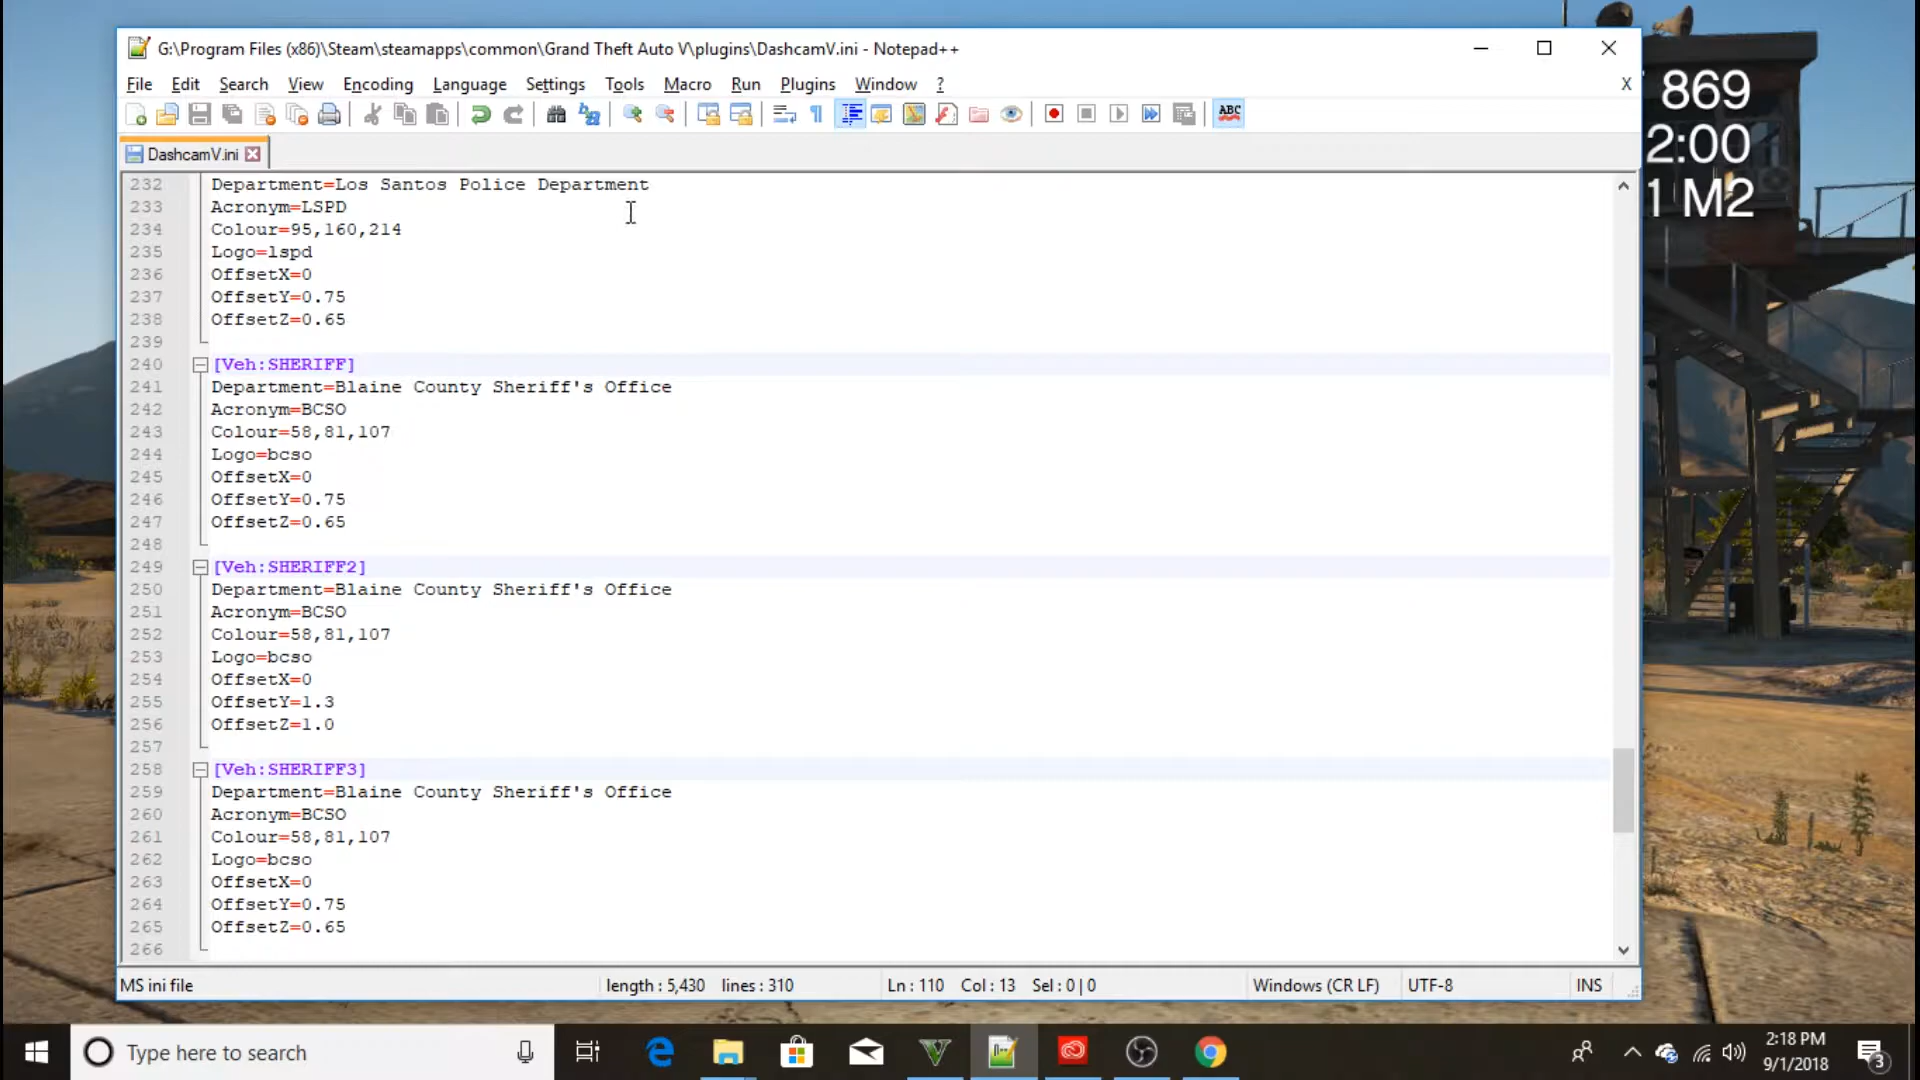 G:\Program Files (x86)\Steam\steamapps\common\Grand Theft Auto V\plugins\DashcamV.ini - Notepad++
File Edit Search View Encoding Language Settings Tools Macro Run Plugins Window ? X
ABC
DashcamV.ini
232 Department=Los Santos Police Department
233 Acronym=LSPD
234 Colour=95,160,214
235 Logo=lspd
236 OffsetX=0
237 OffsetY=0.75
238 OffsetZ=0.65
239
240 [Veh:SHERIFF]
241 Department=Blaine County Sheriff's Office
242 Acronym=BCSO
243 Colour=58,81,107
244 Logo=bcso
245 OffsetX=0
246 OffsetY=0.75
247 OffsetZ=0.65
248
249 [Veh:SHERIFF2]
250 Department=Blaine County Sheriff's Office
251 Acronym=BCSO
252 Colour=58,81,107
253 Logo=bcso
254 OffsetX=0
255 OffsetY=1.3
256 OffsetZ=1.0
257
258 [Veh:SHERIFF3]
259 Department=Blaine County Sheriff's Office
260 Acronym=BCSO
261 Colour=58,81,107
262 Logo=bcso
263 OffsetX=0
264 OffsetY=0.75
265 OffsetZ=0.65
266
MS ini file length : 5,430 lines : 310 Ln : 110 Col : 13 Sel : 0 | 0 Windows (CR LF) UTF-8 INS
869
2:00
1 M2
Type here to search
2:18 PM
9/1/2018
3